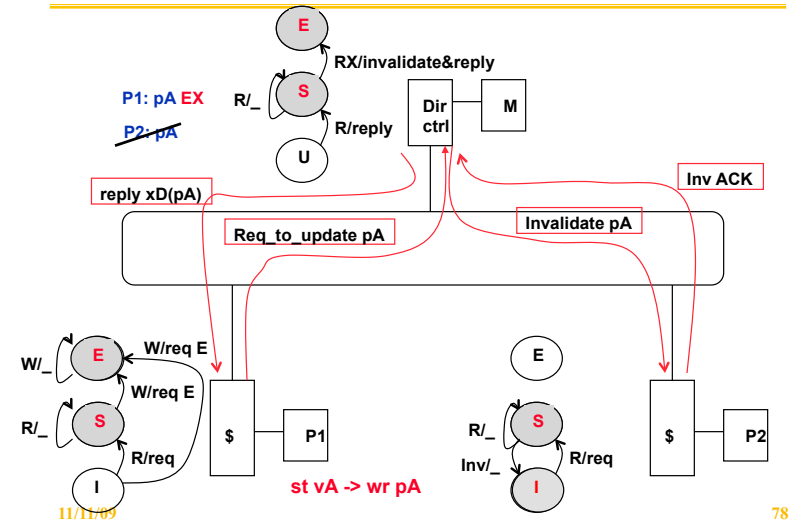 E
RX/invalidate&reply
P1: pA EX
R/_
S
Dir
ctrl
M
P2: pA
R/reply
U
reply xD(pA)
Inv ACK
Req_to_update pA
Invalidate pA
W/_
E
W/req E
E
W/req E
R/_
S
$
P1
R/_
S
$
P2
R/req
Inv/_
R/req
I
st vA -> wr pA
I
11/11/09
78